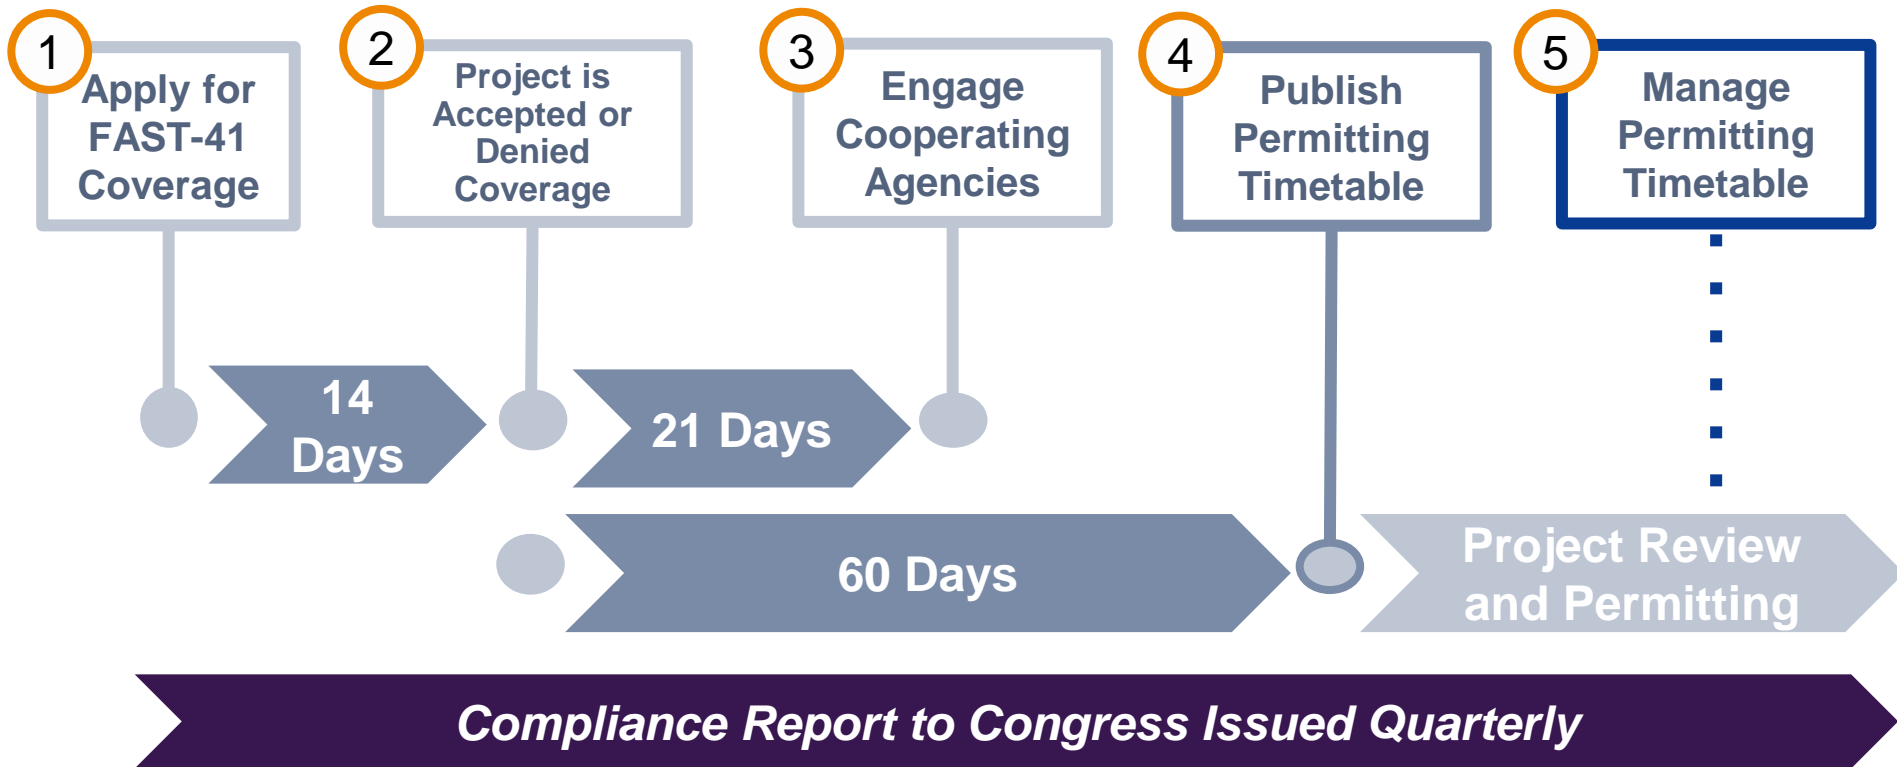 1
Apply for
FAST-41
Coverage
2
Project is
Accepted or
Denied
Coverage
3
Engage
Cooperating
Agencies
4
Publish
Permitting
Timetable
5
Manage
Permitting
Timetable
14
Days
21 Days
60 Days
Project Review
and Permitting
Compliance Report to Congress Issued Quarterly